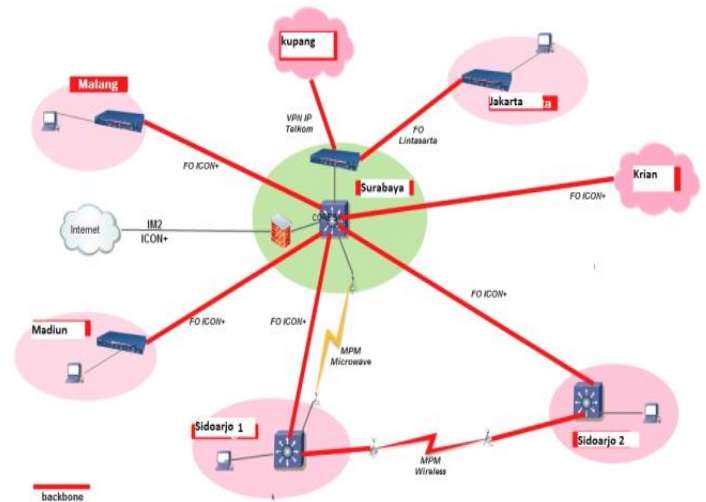 kupang
Malang
Jakarta
VPN IP
Telkom
FO
Lintasarta
FO ICON+
Surabaya
Krian
CORE
FO ICON+
Internet
IM2
ICON+
FO ICON+
FO ICON+
FO ICON+
Madiun
MPM
Microwave
Sidoarjo 1
Sidoarjo 2
MPM
Wireless
backbone